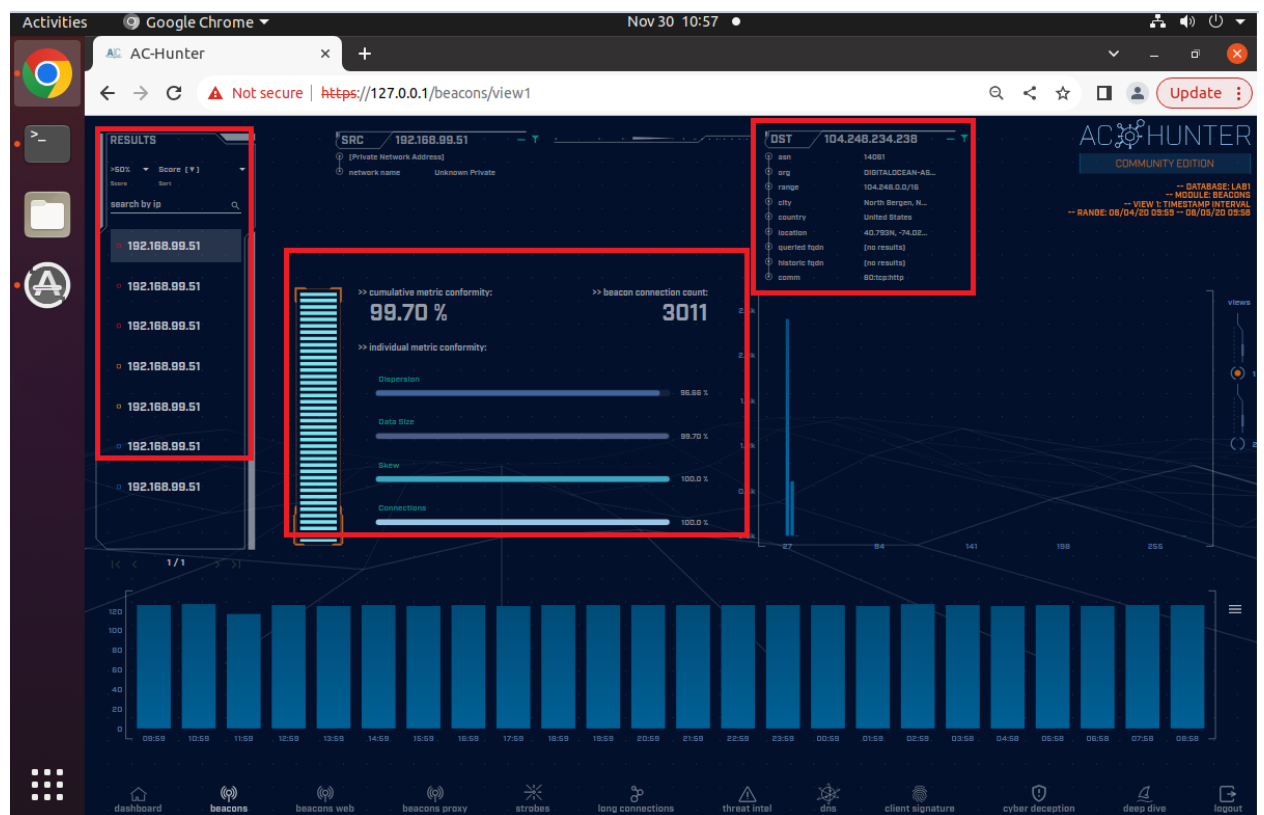 Activities
Google Chrome
Nov 30 10:57
AC-Hunter
Not secure
https://127.0.0.1/beacons/view1
Update
RESULTS
>50%
Score [▼]
Score
Sort
search by ip
192.168.99.51
192.168.99.51
192.168.99.51
192.168.99.51
192.168.99.51
192.168.99.51
192.168.99.51
1/1
SRC 192.168.99.51
[Private Network Address]
network name Unknown Private
DST 104.248.234.238
asn 14061
org DIGITALOCEAN-AS...
range 104.248.0.0/16
city North Bergen, N...
country United States
location 40.793N, -74.02...
queried fqdn [no results]
historic fqdn [no results]
comm 80:tcp:http
AC HUNTER
COMMUNITY EDITION
-- DATABASE: LAB1
-- MODULE: BEACONS
-- VIEW 1: TIMESTAMP INTERVAL
-- RANGE: 08/04/20 09:59 -- 08/05/20 09:58
>> cumulative metric conformity:
99.70 %
>> beacon connection count:
3011
>> individual metric conformity:
Dispersion
96.66 %
Data Size
99.70 %
Skew
100.0 %
Connections
100.0 %
27 84 141 198 255
views
1
2
120
100
80
60
40
20
0
09:59 10:59 11:59 12:59 13:59 14:59 15:59 16:59 17:59 18:59 19:59 20:59 21:59 22:59 23:59 00:59 01:59 02:59 03:58 04:58 05:58 06:58 07:58 08:58
dashboard
beacons
beacons web
beacons proxy
strobes
long connections
threat intel
dns
client signature
cyber deception
deep dive
logout